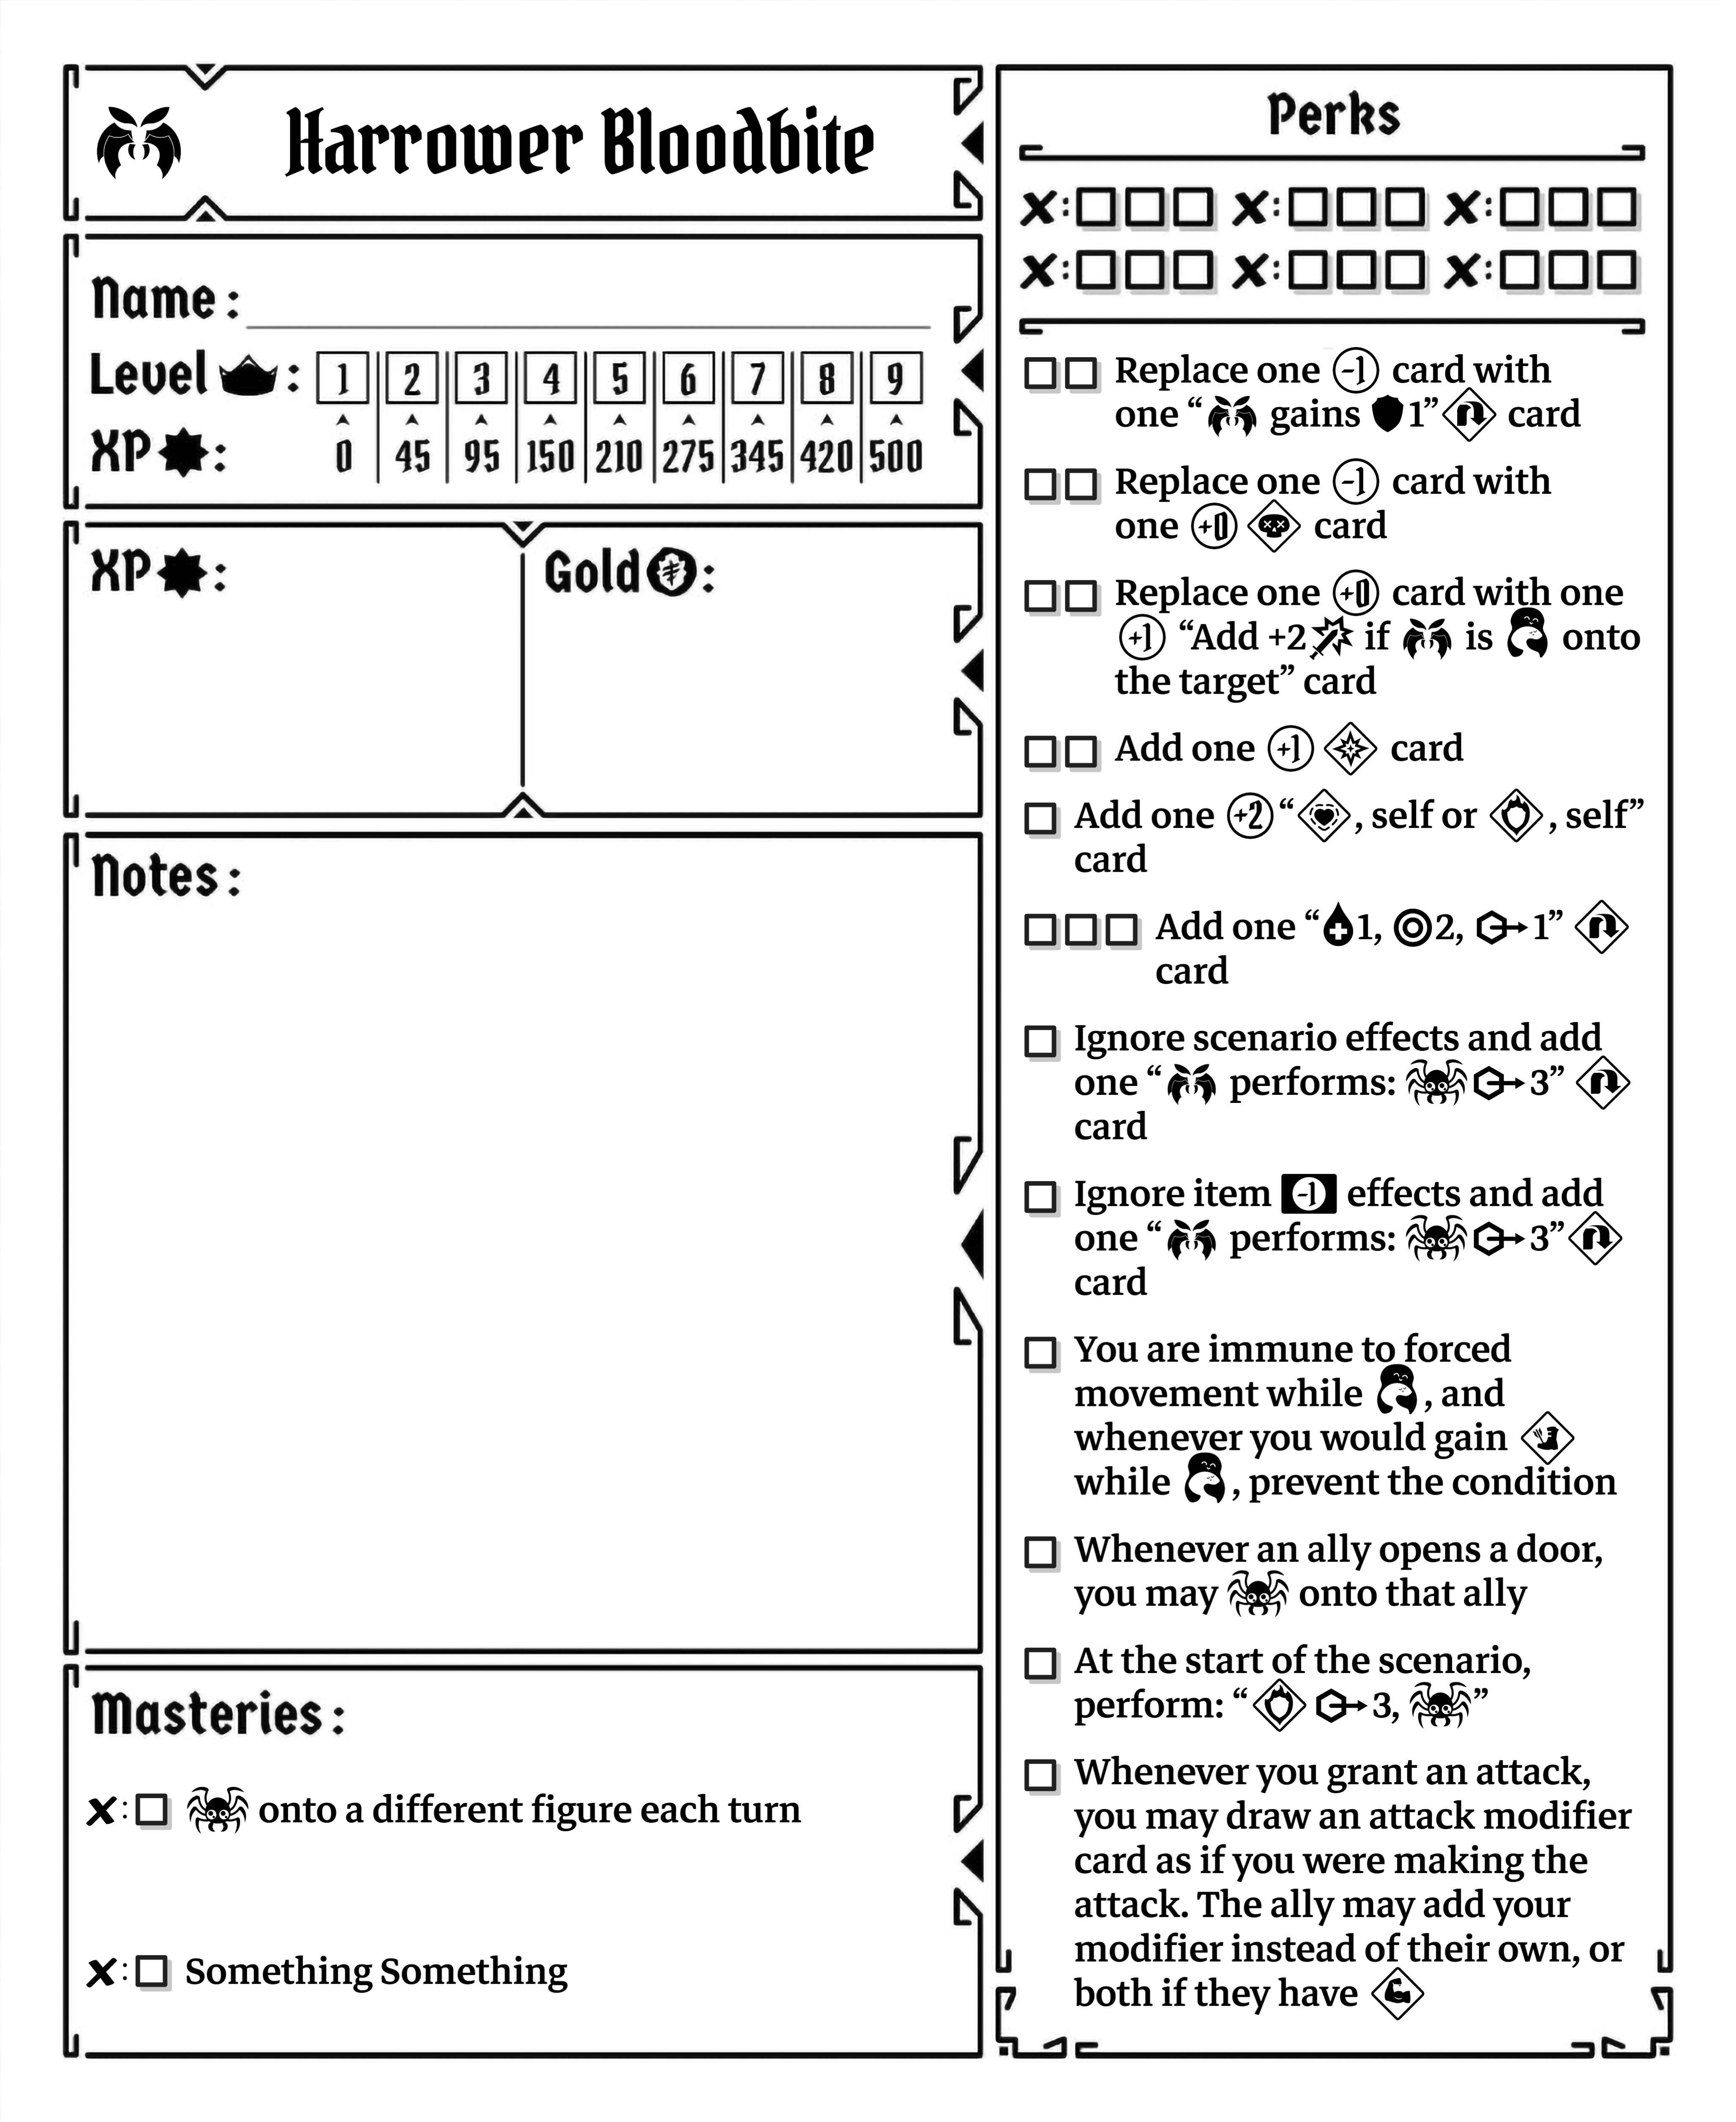 Harrower Bloodbite
Name:
Level : 1 2 3 4 5 6 7 8 9
XP : 0 45 95 150 210 275 345 420 500
XP :
Gold :
Notes:
Masteries:
x: onto a different figure each turn
x: Something Something
Perks
x: x: x:
x: x: x:
Replace one -1 card with
one “ gains 1” card
Replace one -1 card with
one +0 card
Replace one +0 card with one
+1 “Add +2 if is onto
the target” card
Add one +1 card
Add one +2 “ , self or , self”
card
Add one “ 1, 2, 1”
card
Ignore scenario effects and add
one “ performs: 3”
card
Ignore item -1 effects and add
one “ performs: 3”
card
You are immune to forced
movement while , and
whenever you would gain
while , prevent the condition
Whenever an ally opens a door,
you may onto that ally
At the start of the scenario,
perform: “ 3, ”
Whenever you grant an attack,
you may draw an attack modifier
card as if you were making the
attack. The ally may add your
modifier instead of their own, or
both if they have